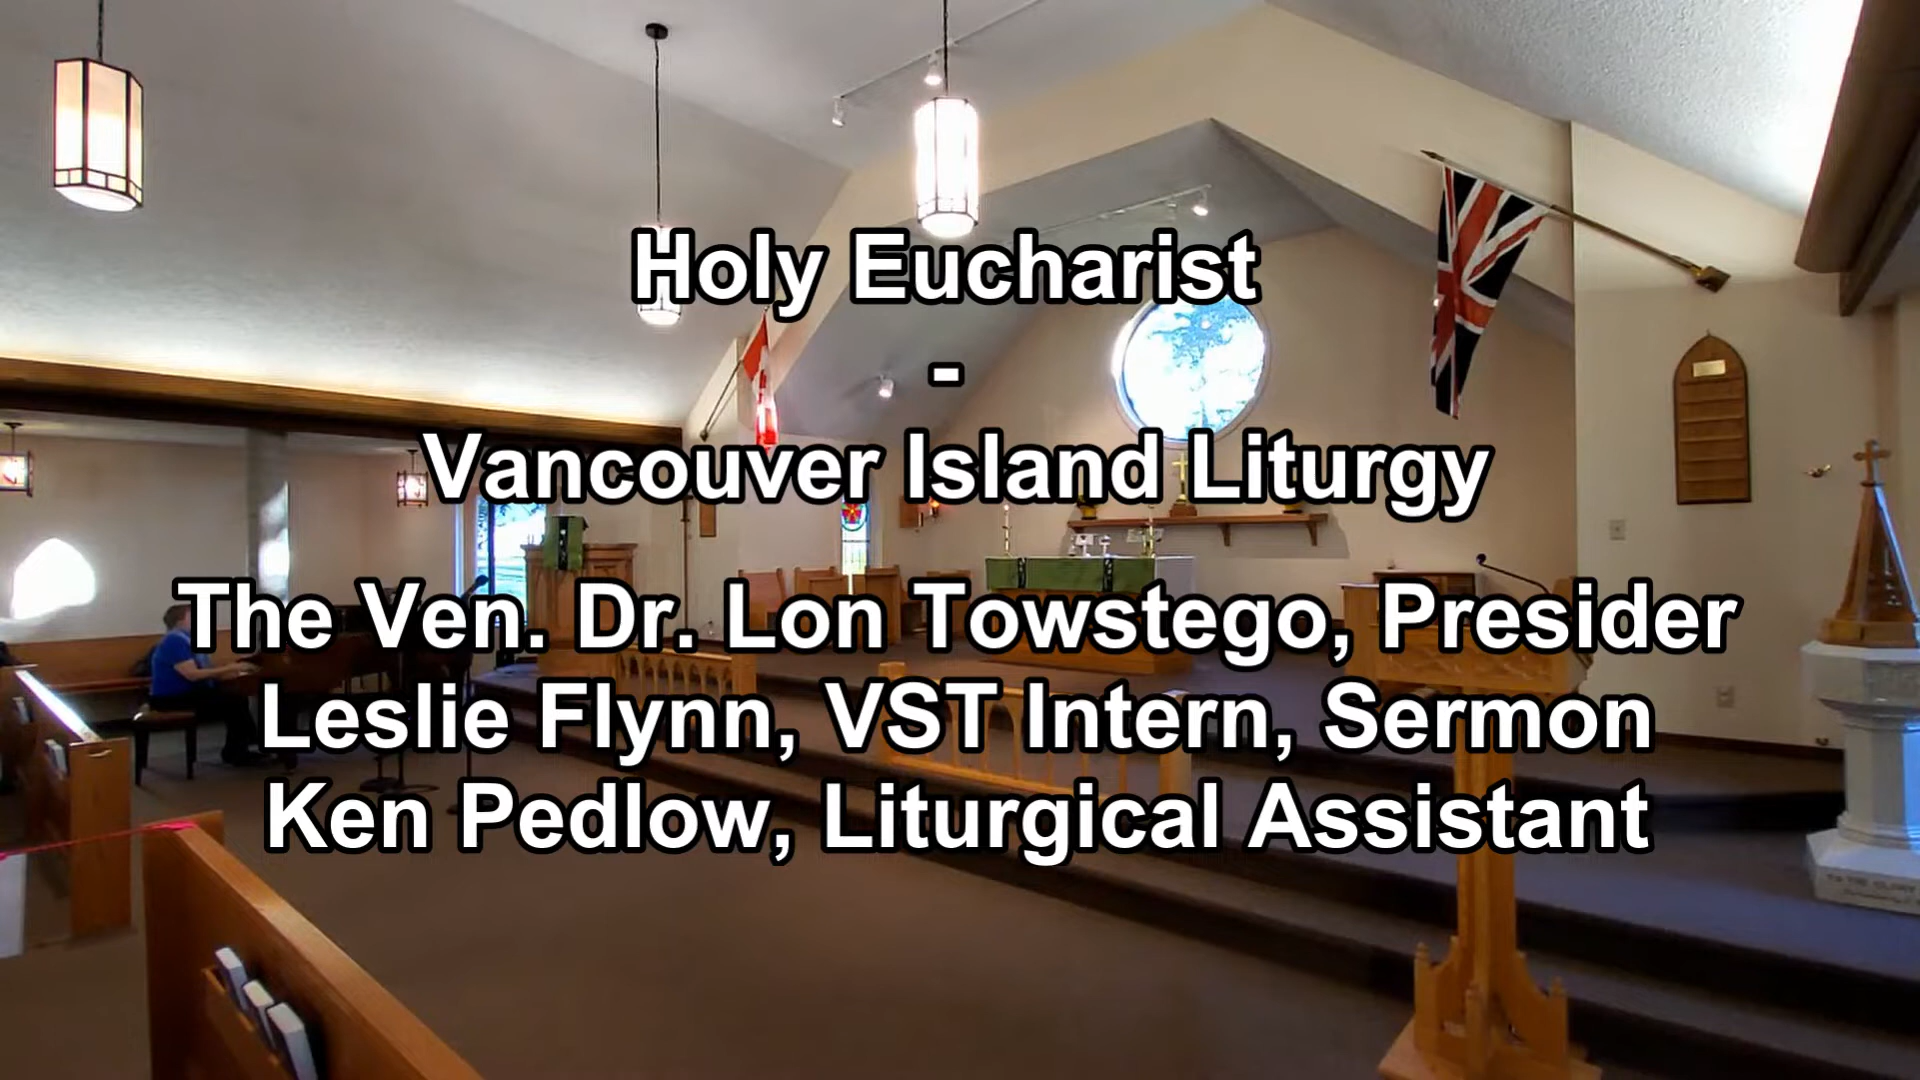 Holy Eucharist
-
Vancouver Island Liturgy
The Ven. Dr. Lon Towstego, Presider
Leslie Flynn, VST Intern, Sermon
Ken Pedlow, Liturgical Assistant